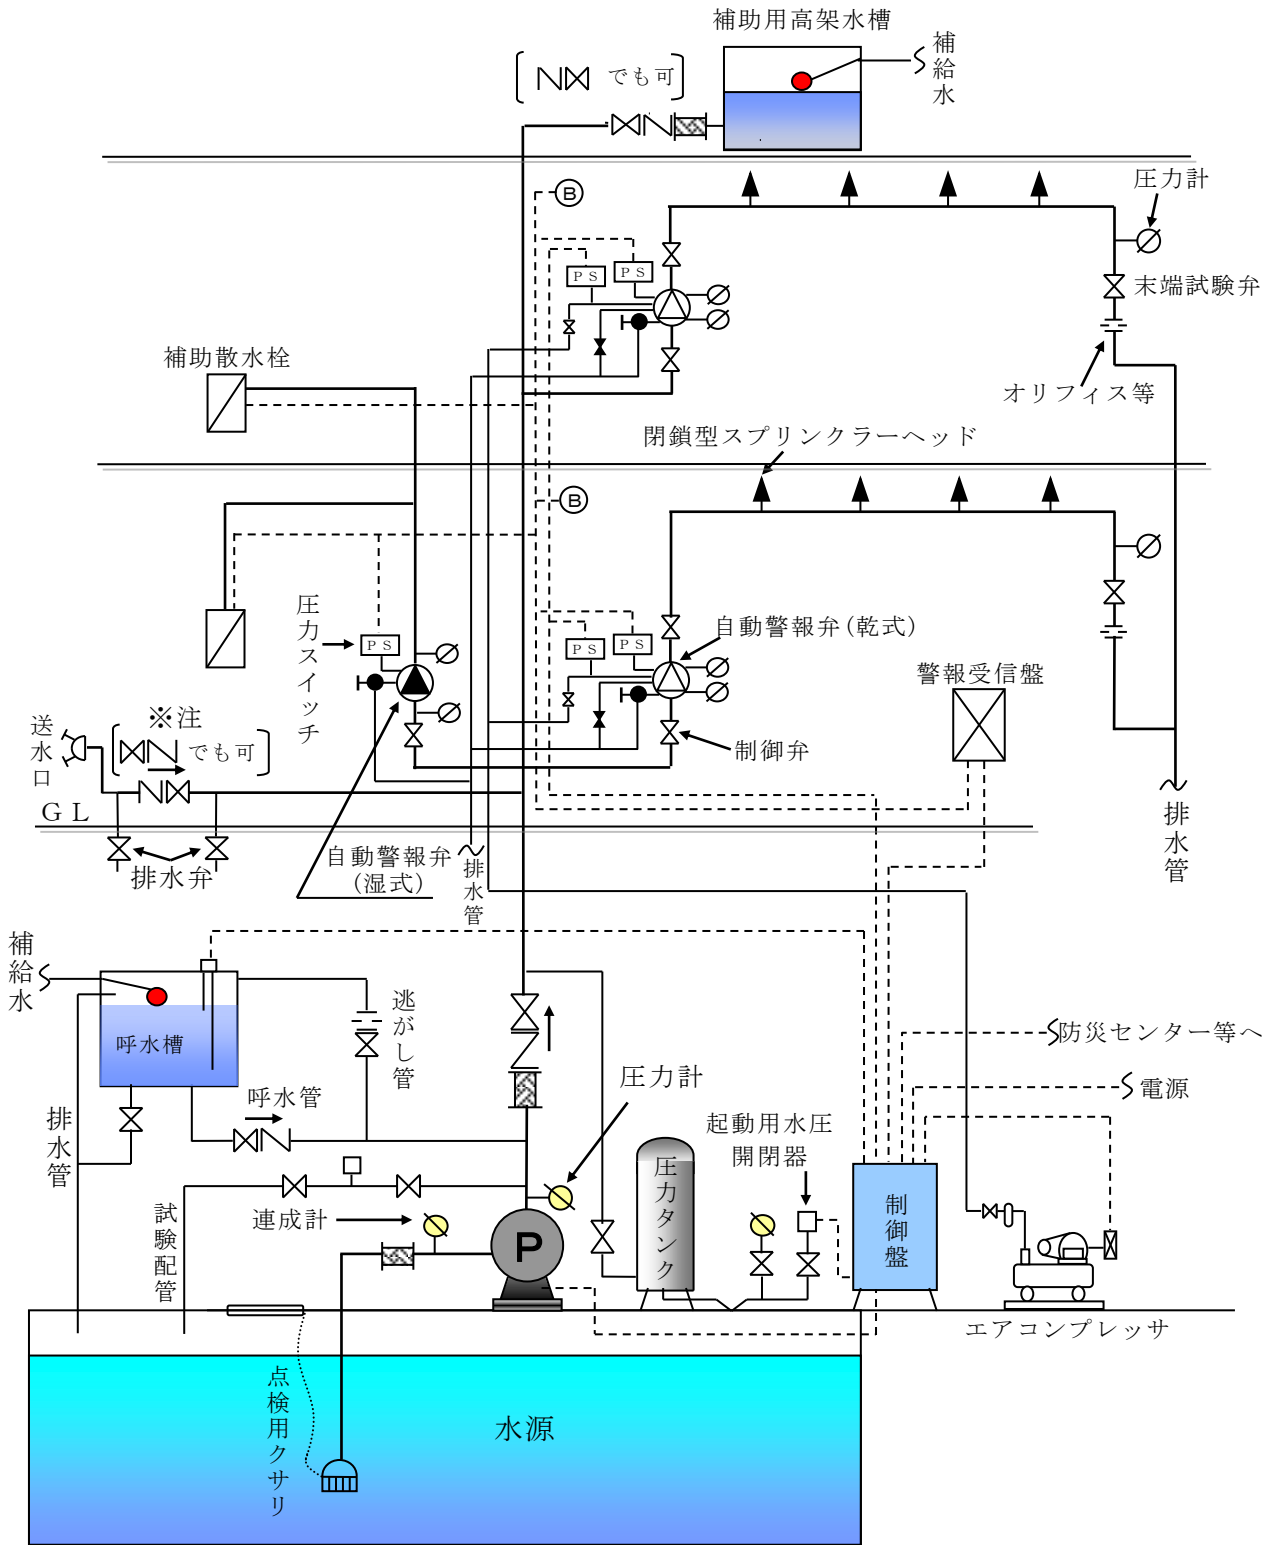 補助用高架水槽
補給水
でも可
圧力計
B
PS
PS
末端試験弁
オリフィス等
補助散水栓
閉鎖型スプリンクラーヘッド
B
圧力スイッチ
PS
PS
PS
自動警報弁(乾式)
警報受信盤
制御弁
送水口
※注
でも可
GL
排水弁
自動警報弁
(湿式)
排水管
排水管
補給水
呼水槽
逃がし管
呼水管
排水管
圧力計
防災センター等へ
電源
起動用水圧
開閉器
試験配管
連成計
P
圧力タンク
制御盤
エアコンプレッサ
点検用クサリ
水源